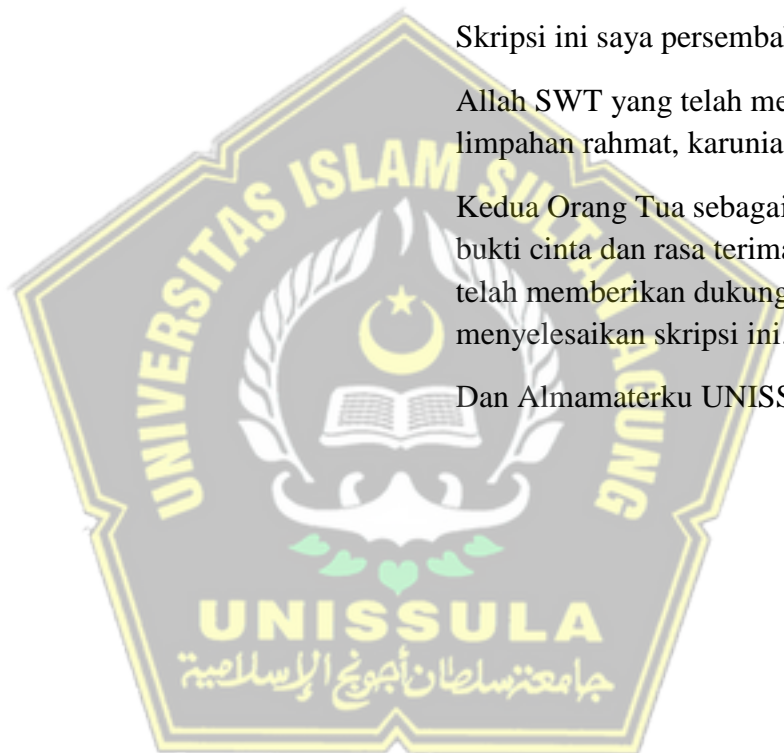 Skripsi ini saya persemba
Allah SWT yang telah me
limpahan rahmat, karunia
Kedua Orang Tua sebagai
bukti cinta dan rasa terima
telah memberikan dukung
menyelesaikan skripsi ini.
Dan Almamaterku UNISS
UNIVERSITAS ISLAM SULTAN AGUNG
UNISSULA
جامعة سلطان أجونج الإسلامية